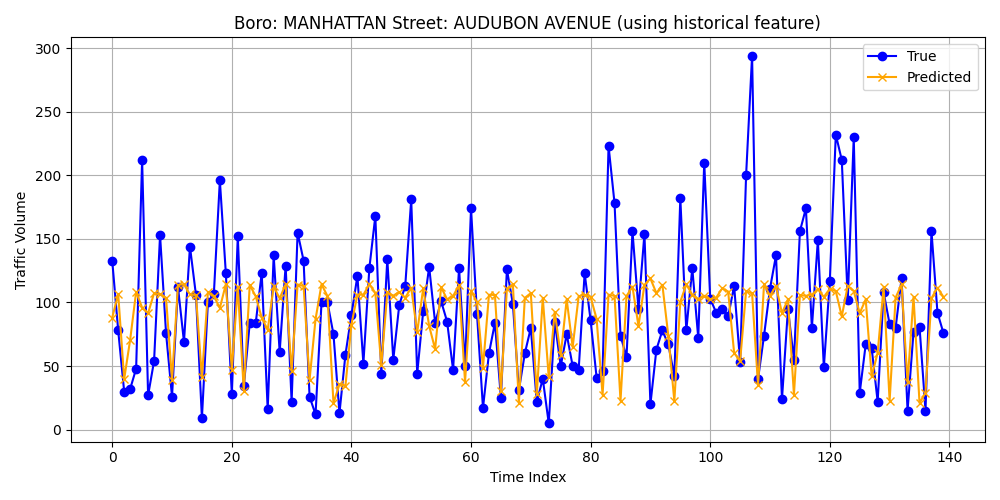 Boro: MANHATTAN Street: AUDUBON AVENUE (using historical feature)
True
Predicted
Traffic Volume
300
250
200
150
100
50
0
0 20 40 60 80 100 120 140
Time Index